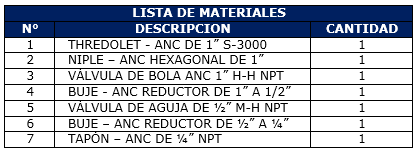 LISTA DE MATERIALES
Nº DESCRIPCION CANTIDAD
1 THREDOLET - ANC DE 1” S-3000 1
2 NIPLE – ANC HEXAGONAL DE 1” 1
3 VÁLVULA DE BOLA ANC 1” H-H NPT 1
4 BUJE - ANC REDUCTOR DE 1” A 1/2” 1
5 VÁLVULA DE AGUJA DE ½” M-H NPT 1
6 BUJE – ANC REDUCTOR DE ½” A ¼” 1
7 TAPÓN – ANC DE ¼” NPT 1